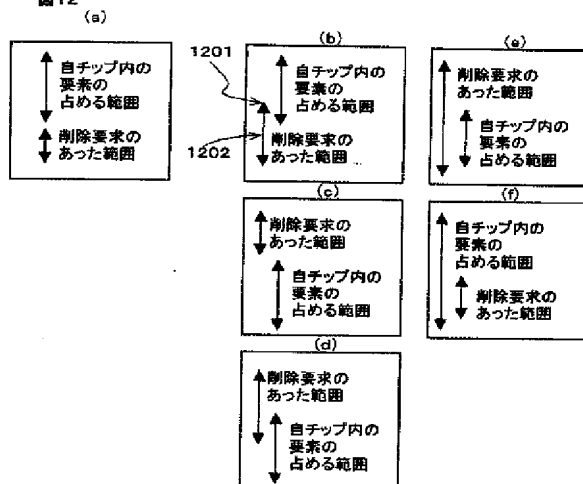 図12
(a)
自チップ内の
要素の
占める範囲
削除要求の
あった範囲
(b)
1201
自チップ内の
要素の
占める範囲
1202
削除要求の
あった範囲
(c)
削除要求の
あった範囲
自チップ内の
要素の
占める範囲
(d)
削除要求の
あった範囲
自チップ内の
要素の
占める範囲
(e)
削除要求の
あった範囲
自チップ内の
要素の
占める範囲
(f)
自チップ内の
要素の
占める範囲
削除要求の
あった範囲